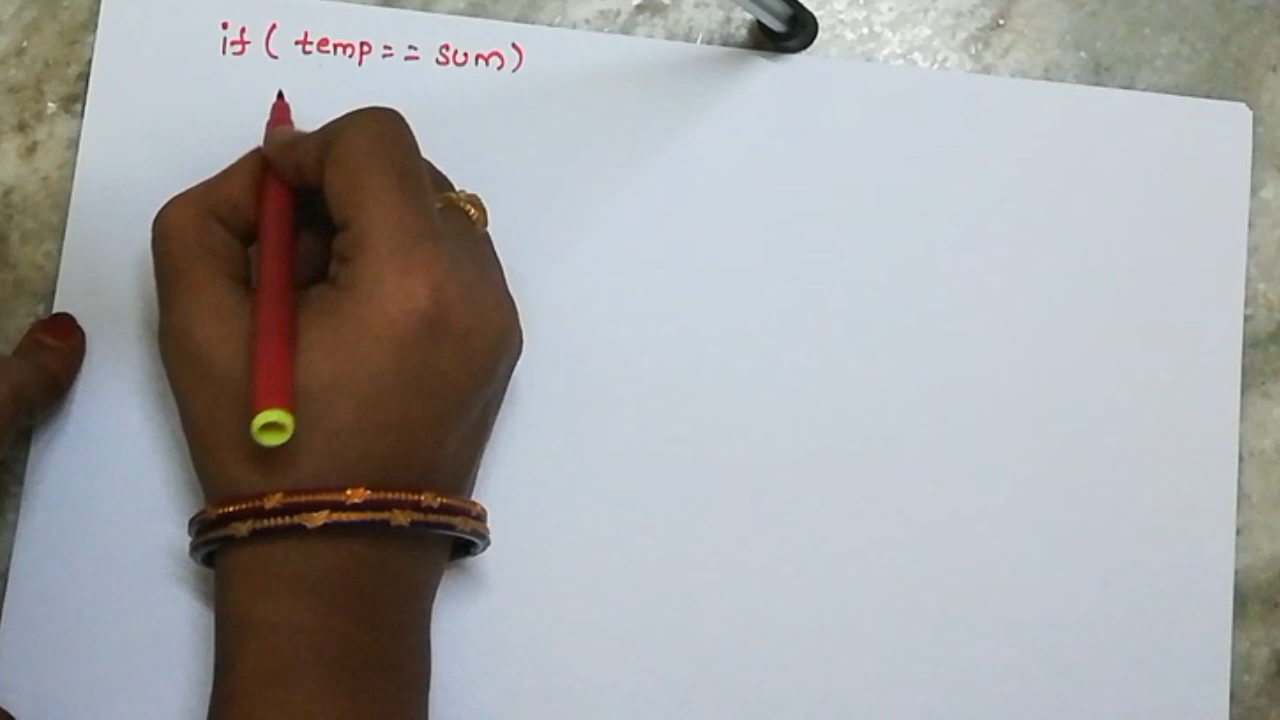 if ( temp == sum)